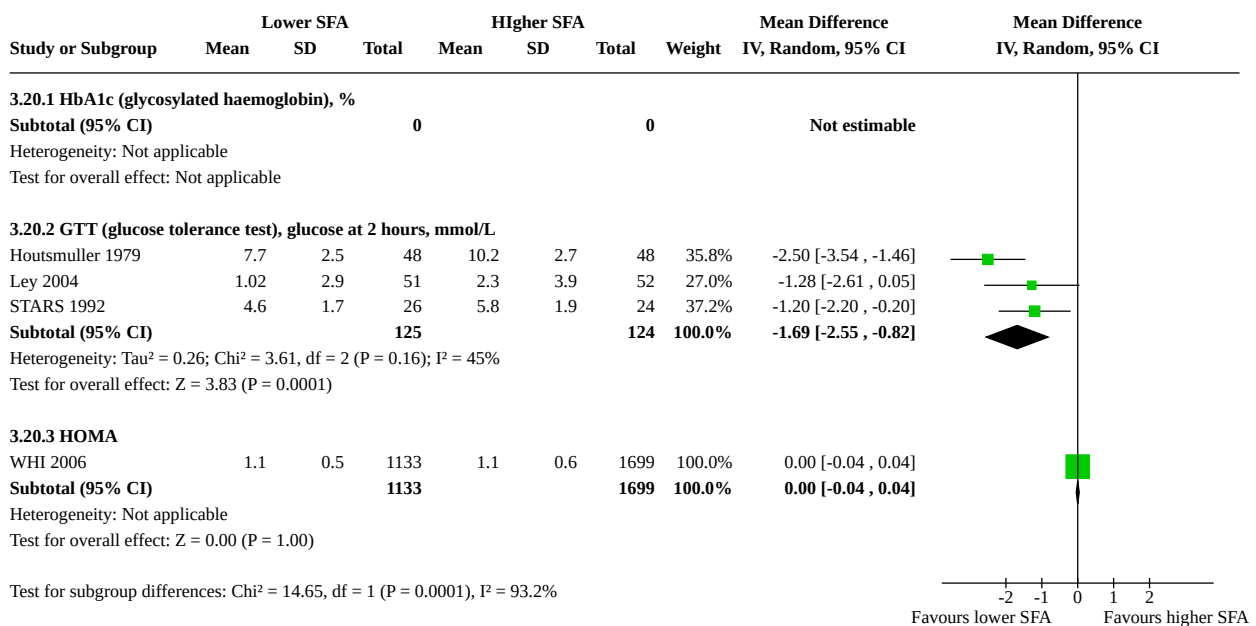 Lower SFA HIgher SFA Mean Difference Mean Difference
Study or Subgroup Mean SD Total Mean SD Total Weight IV, Random, 95% CI IV, Random, 95% CI
3.20.1 HbA1c (glycosylated haemoglobin), %
Subtotal (95% CI) 0 0 Not estimable
Heterogeneity: Not applicable
Test for overall effect: Not applicable
3.20.2 GTT (glucose tolerance test), glucose at 2 hours, mmol/L
Houtsmuller 1979 7.7 2.5 48 10.2 2.7 48 35.8% -2.50 [-3.54 , -1.46]
Ley 2004 1.02 2.9 51 2.3 3.9 52 27.0% -1.28 [-2.61 , 0.05]
STARS 1992 4.6 1.7 26 5.8 1.9 24 37.2% -1.20 [-2.20 , -0.20]
Subtotal (95% CI) 125 124 100.0% -1.69 [-2.55 , -0.82]
Heterogeneity: Tau² = 0.26; Chi² = 3.61, df = 2 (P = 0.16); I² = 45%
Test for overall effect: Z = 3.83 (P = 0.0001)
3.20.3 HOMA
WHI 2006 1.1 0.5 1133 1.1 0.6 1699 100.0% 0.00 [-0.04 , 0.04]
Subtotal (95% CI) 1133 1699 100.0% 0.00 [-0.04 , 0.04]
Heterogeneity: Not applicable
Test for overall effect: Z = 0.00 (P = 1.00)
Test for subgroup differences: Chi² = 14.65, df = 1 (P = 0.0001), I² = 93.2%
-2 -1 0 1 2
Favours lower SFA Favours higher SFA